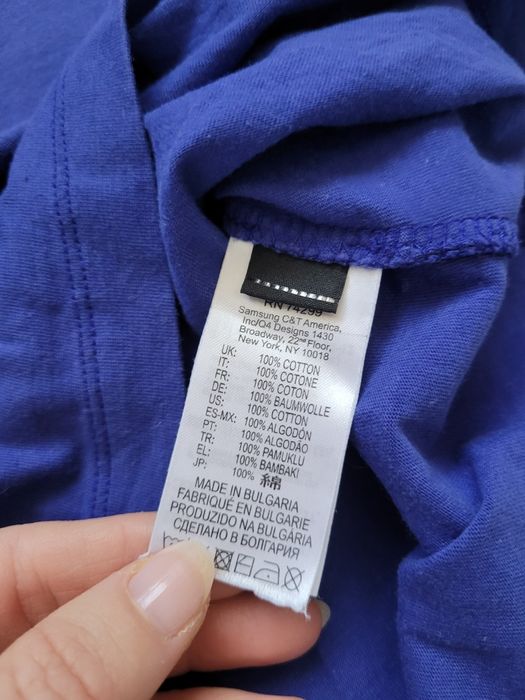 RN 74299
Samsung C&T America,
Inc/Q4 Designs 1430
Broadway, 22nd Floor,
New York, NY 10018
UK: 100% COTTON
IT: 100% COTONE
FR: 100% COTON
DE: 100% BAUMWOLLE
US: 100% COTTON
ES-MX: 100% ALGODÓN
PT: 100% ALGODÃO
TR: 100% PAMUKLU
EL: 100% BAMBAKI
JP: 100% 綿
MADE IN BULGARIA
FABRIQUÉ EN BULGARIE
PRODUZIDO NA BULGARIA
СДЕЛАНО В БОЛГАРИЯ